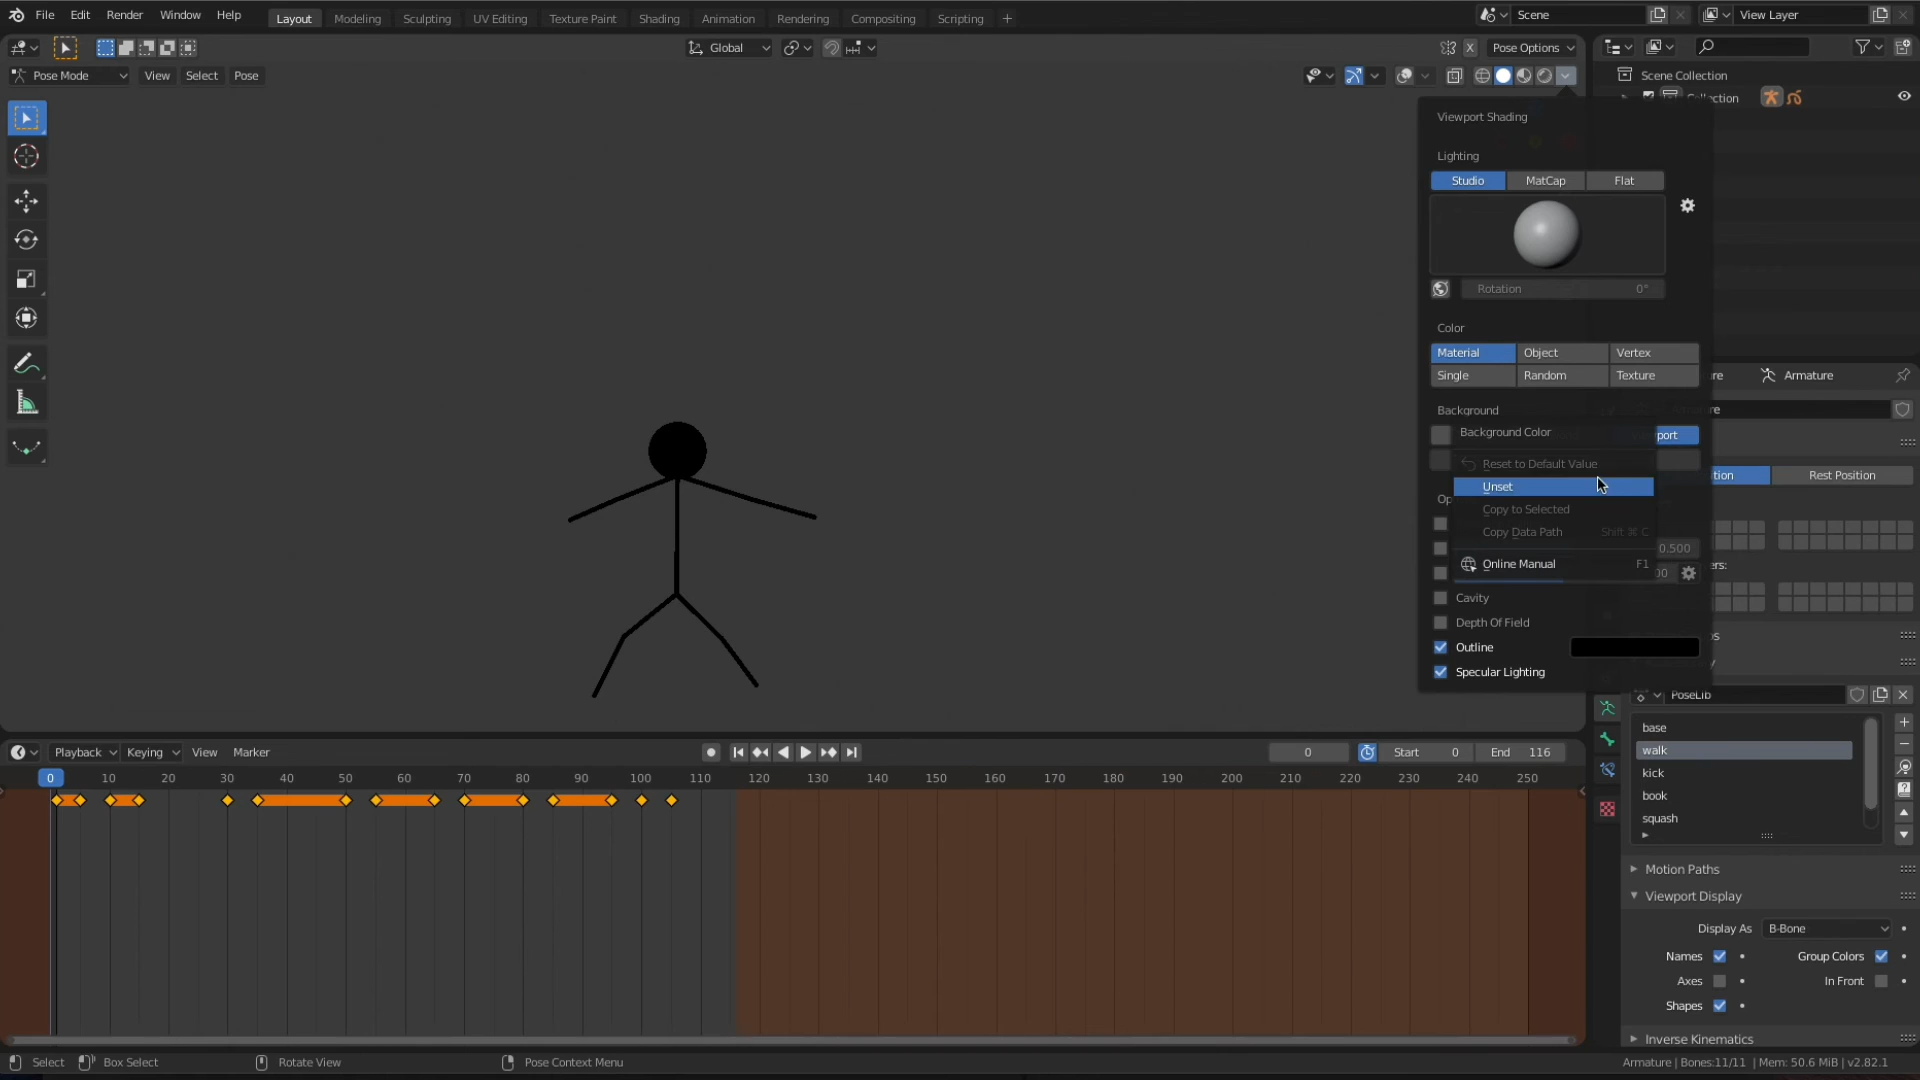 File Edit Render Window Help Layout Modeling Sculpting UV Editing Texture Paint Shading Animation Rendering Compositing Scripting + Scene View Layer
Global X Pose Options
Pose Mode View Select Pose
Scene Collection
Collection
Viewport Shading
Lighting
Studio MatCap Flat
Rotation 0°
Color
Material Object Vertex
Single Random Texture
Armature
Background
Background Color
Reset to Default Value
Unset
Copy to Selected
Copy Data Path Shift ⌘ C
Online Manual F1
Rest Position
0.500
Cavity
Depth Of Field
Outline
Specular Lighting
PoseLib
base
walk
kick
book
squash
Motion Paths
Viewport Display
Display As B-Bone
Names Group Colors
Axes In Front
Shapes
Inverse Kinematics
Playback Keying View Marker 0 Start 0 End 116
0 10 20 30 40 50 60 70 80 90 100 110 120 130 140 150 160 170 180 190 200 210 220 230 240 250
Select Box Select Rotate View Pose Context Menu Armature | Bones:11/11 | Mem: 50.6 MiB | v2.82.1